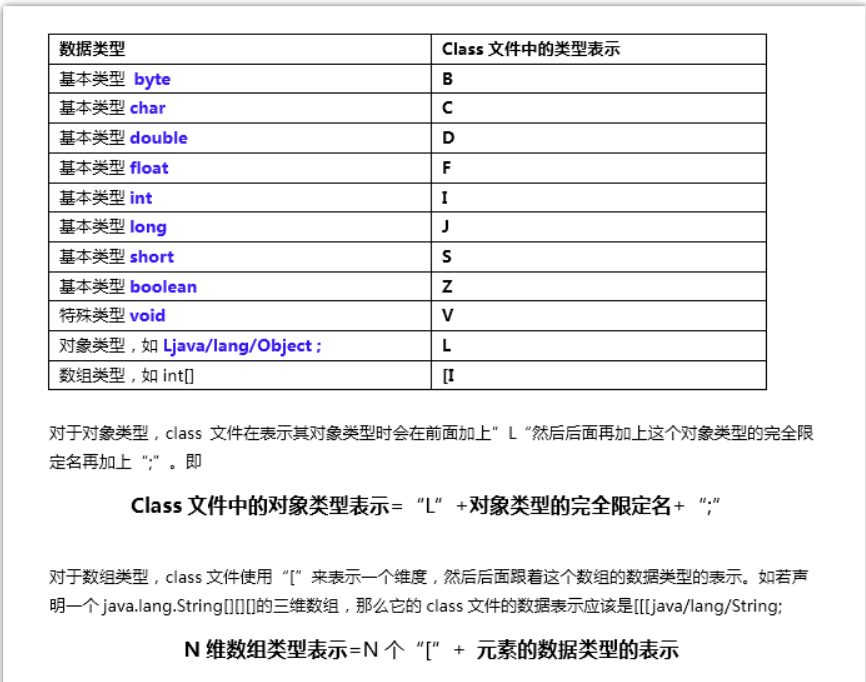 数据类型 Class 文件中的类型表示
基本类型 byte B
基本类型 char C
基本类型 double D
基本类型 float F
基本类型 int I
基本类型 long J
基本类型 short S
基本类型 boolean Z
特殊类型 void V
对象类型，如 Ljava/lang/Object ; L
数组类型，如 int[] [I
对于对象类型，class 文件在表示其对象类型时会在前面加上”L“然后后面再加上这个对象类型的完全限
定名再加上“;”。即
Class 文件中的对象类型表示=“L”+对象类型的完全限定名+“;”
对于数组类型，class 文件使用“[”来表示一个维度，然后后面跟着这个数组的数据类型的表示。如若声
明一个 java.lang.String[][][]的三维数组，那么它的 class 文件的数据表示应该是[[[java/lang/String;
N 维数组类型表示=N 个“[”+ 元素的数据类型的表示